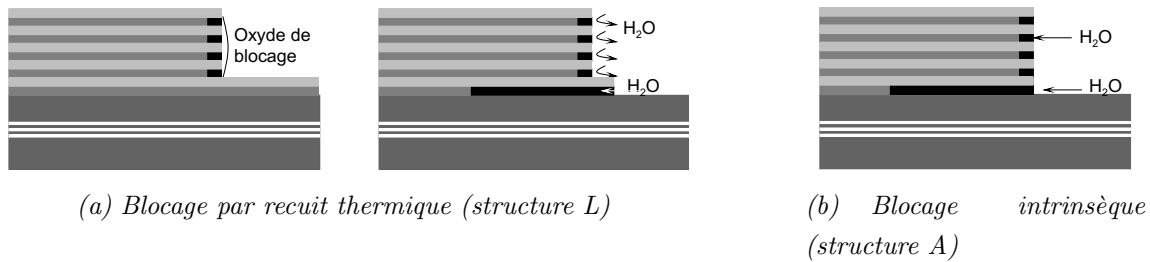 Oxyde de
blocage
H₂O
H₂O
H₂O
H₂O
(a) Blocage par recuit thermique (structure L)
(b) Blocage intrinsèque
(structure A)